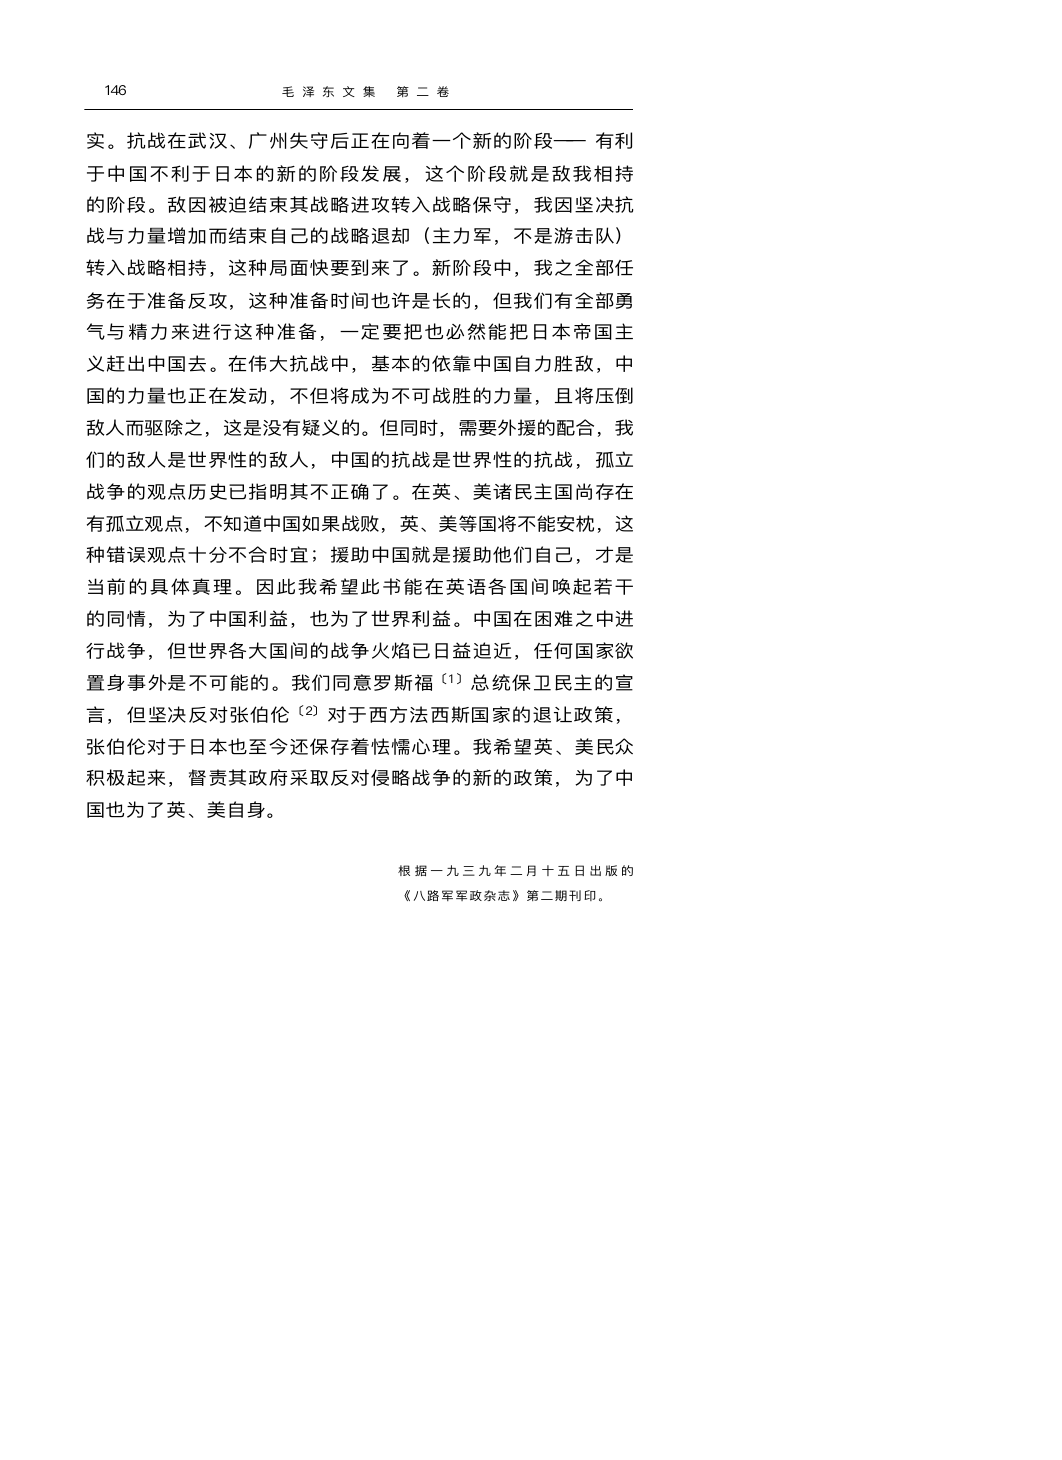 146 毛泽东文集 第二卷
实。抗战在武汉、广州失守后正在向着一个新的阶段—— 有利
于中国不利于日本的新的阶段发展，这个阶段就是敌我相持
的阶段。敌因被迫结束其战略进攻转入战略保守，我因坚决抗
战与力量增加而结束自己的战略退却（主力军，不是游击队）
转入战略相持，这种局面快要到来了。新阶段中，我之全部任
务在于准备反攻，这种准备时间也许是长的，但我们有全部勇
气与精力来进行这种准备，一定要把也必然能把日本帝国主
义赶出中国去。在伟大抗战中，基本的依靠中国自力胜敌，中
国的力量也正在发动，不但将成为不可战胜的力量，且将压倒
敌人而驱除之，这是没有疑义的。但同时，需要外援的配合，我
们的敌人是世界性的敌人，中国的抗战是世界性的抗战，孤立
战争的观点历史已指明其不正确了。在英、美诸民主国尚存在
有孤立观点，不知道中国如果战败，英、美等国将不能安枕，这
种错误观点十分不合时宜；援助中国就是援助他们自己，才是
当前的具体真理。因此我希望此书能在英语各国间唤起若干
的同情，为了中国利益，也为了世界利益。中国在困难之中进
行战争，但世界各大国间的战争火焰已日益迫近，任何国家欲
置身事外是不可能的。我们同意罗斯福〔1〕总统保卫民主的宣
言，但坚决反对张伯伦〔2〕对于西方法西斯国家的退让政策，
张伯伦对于日本也至今还保存着怯懦心理。我希望英、美民众
积极起来，督责其政府采取反对侵略战争的新的政策，为了中
国也为了英、美自身。
根据一九三九年二月十五日出版的
《八路军军政杂志》第二期刊印。